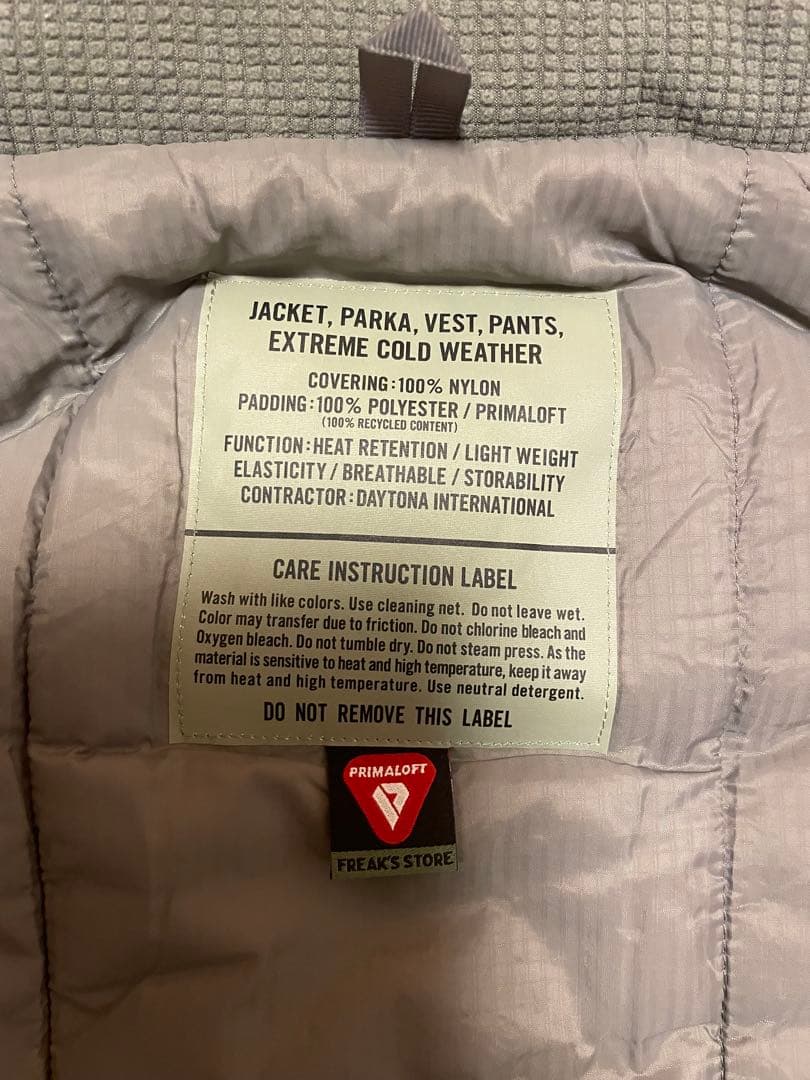 JACKET, PARKA, VEST, PANTS,
EXTREME COLD WEATHER
COVERING:100% NYLON
PADDING:100% POLYESTER / PRIMALOFT
(100% RECYCLED CONTENT)
FUNCTION:HEAT RETENTION / LIGHT WEIGHT
ELASTICITY / BREATHABLE / STORABILITY
CONTRACTOR:DAYTONA INTERNATIONAL
CARE INSTRUCTION LABEL
Wash with like colors. Use cleaning net. Do not leave wet.
Color may transfer due to friction. Do not chlorine bleach and
Oxygen bleach. Do not tumble dry. Do not steam press. As the
material is sensitive to heat and high temperature, keep it away
from heat and high temperature. Use neutral detergent.
DO NOT REMOVE THIS LABEL
PRIMALOFT
FREAK'S STORE